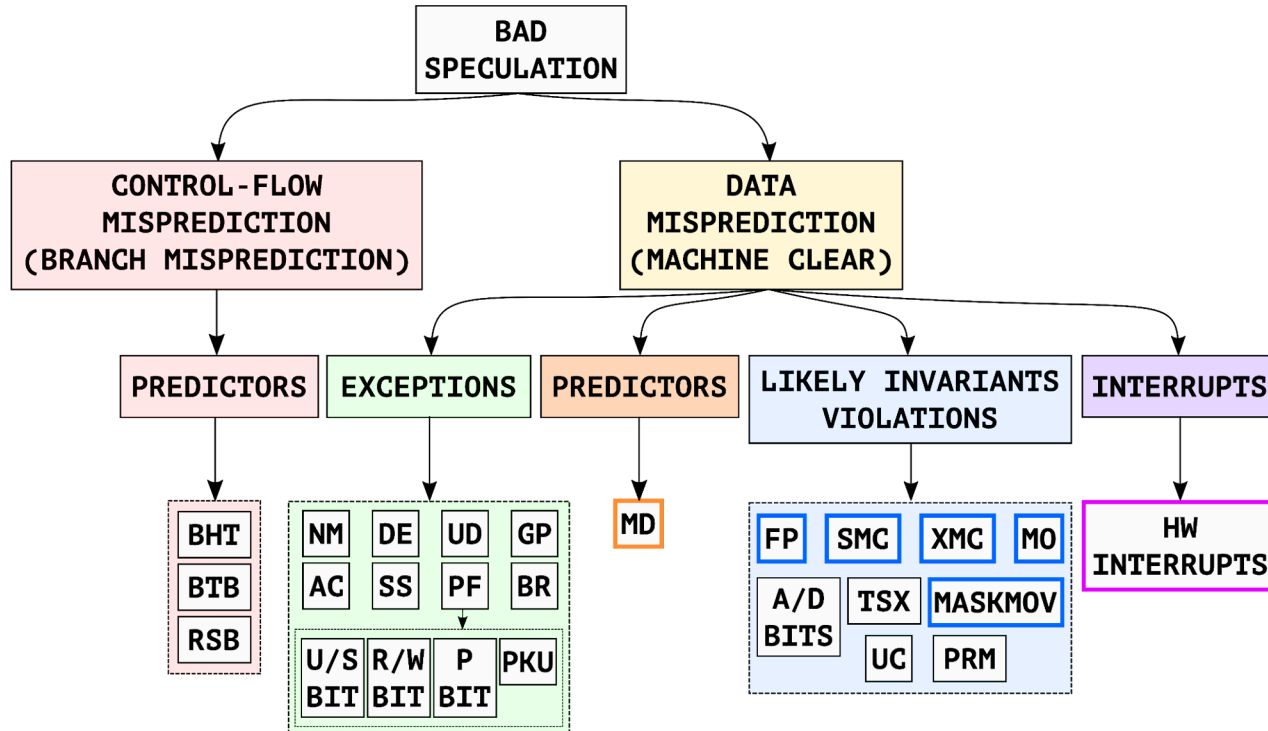 BAD
SPECULATION
CONTROL-FLOW
MISPREDICTION
(BRANCH MISPREDICTION)
DATA
MISPREDICTION
(MACHINE CLEAR)
PREDICTORS
EXCEPTIONS
PREDICTORS
LIKELY INVARIANTS
VIOLATIONS
INTERRUPTS
BHT
BTB
RSB
NM DE UD GP
AC SS PF BR
U/S
BIT
R/W
BIT
P
BIT
PKU
MD
FP SMC XMC MO
A/D
BITS
TSX MASKMOV
UC PRM
HW
INTERRUPTS